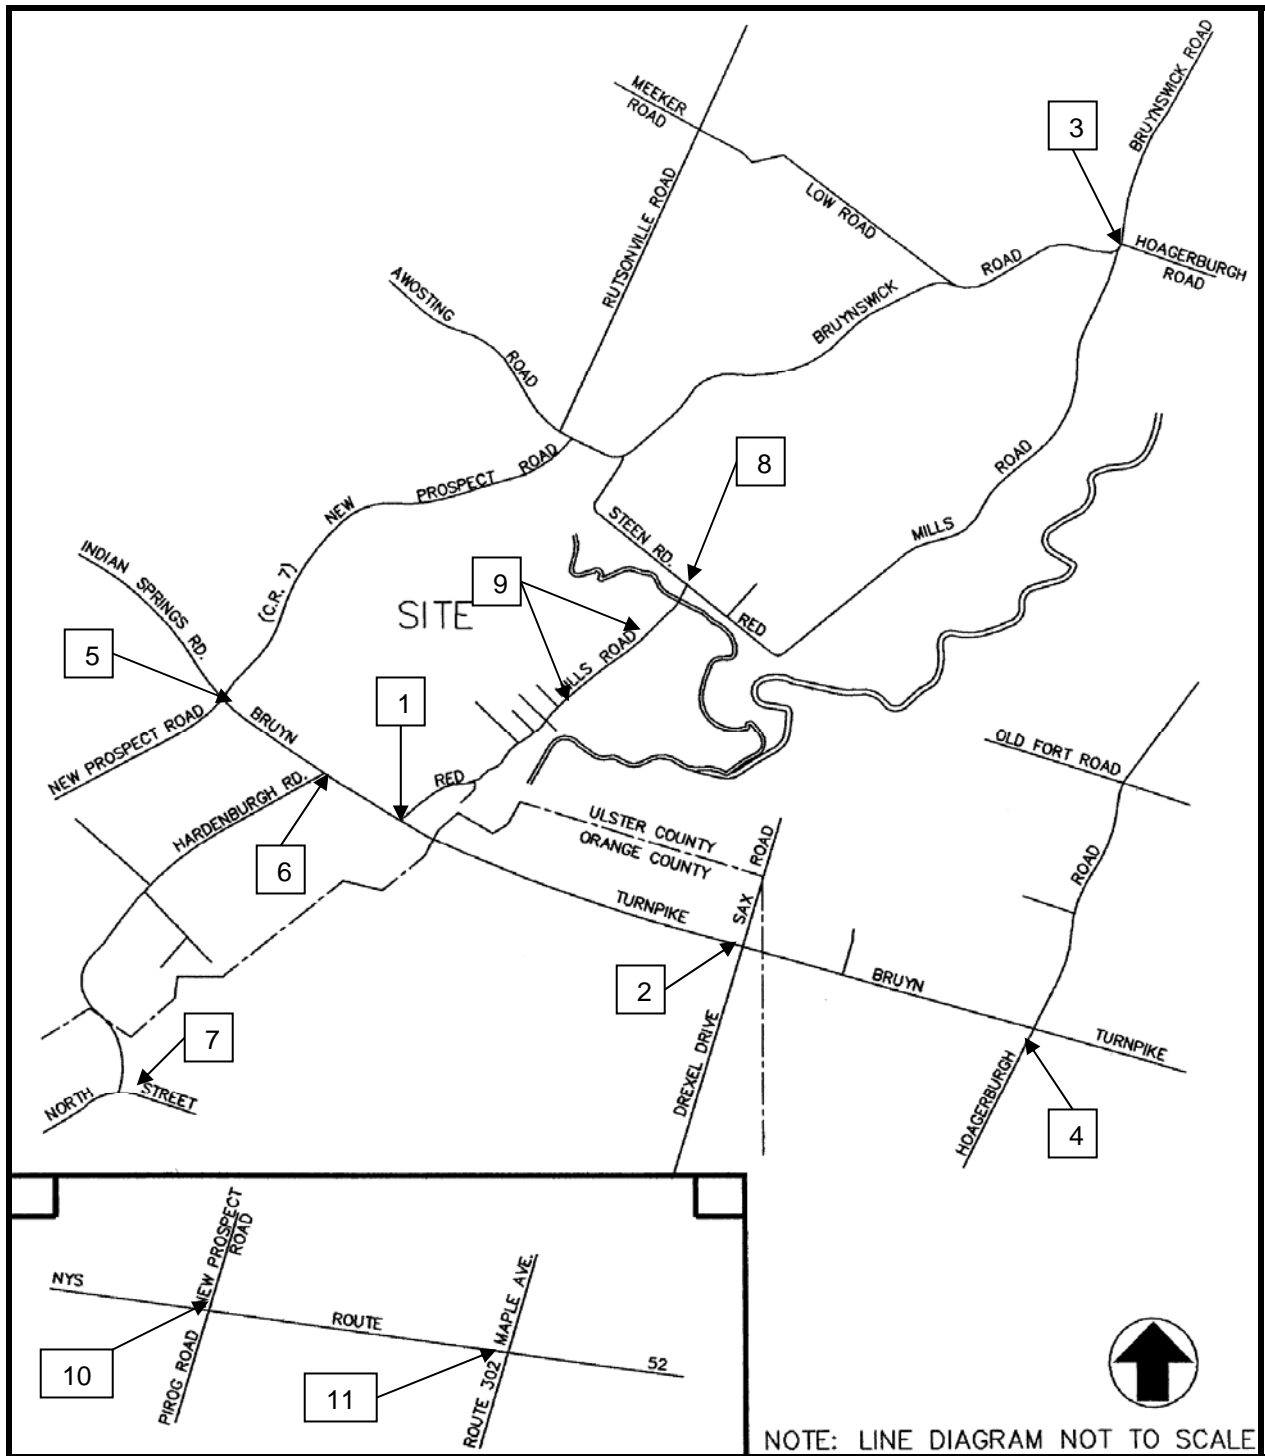 BRUYNSWICK ROAD
MEEKER
ROAD
3
LOW ROAD
RUTSONVILLE ROAD
HOAGERBURGH
ROAD
ROAD
BRUYNSWICK
AWOSTING
ROAD
8
ROAD
PROSPECT
NEW
(C.R. 7)
STEEN RD.
ROAD
MILLS
INDIAN SPRINGS RD.
9
SITE
RED
MILLS ROAD
5
1
BRUYN
NEW PROSPECT ROAD
RED
OLD FORT ROAD
HARDENBURGH RD.
ULSTER COUNTY
ORANGE COUNTY
ROAD
6
ROAD
SAX
TURNPIKE
2
BRUYN
7
TURNPIKE
DREXEL DRIVE
HOAGERBURGH
NORTH
STREET
4
NEW PROSPECT
ROAD
NYS
ROUTE
MAPLE AVE.
52
10
PIROG ROAD
11
ROUTE 302
NOTE: LINE DIAGRAM NOT TO SCALE